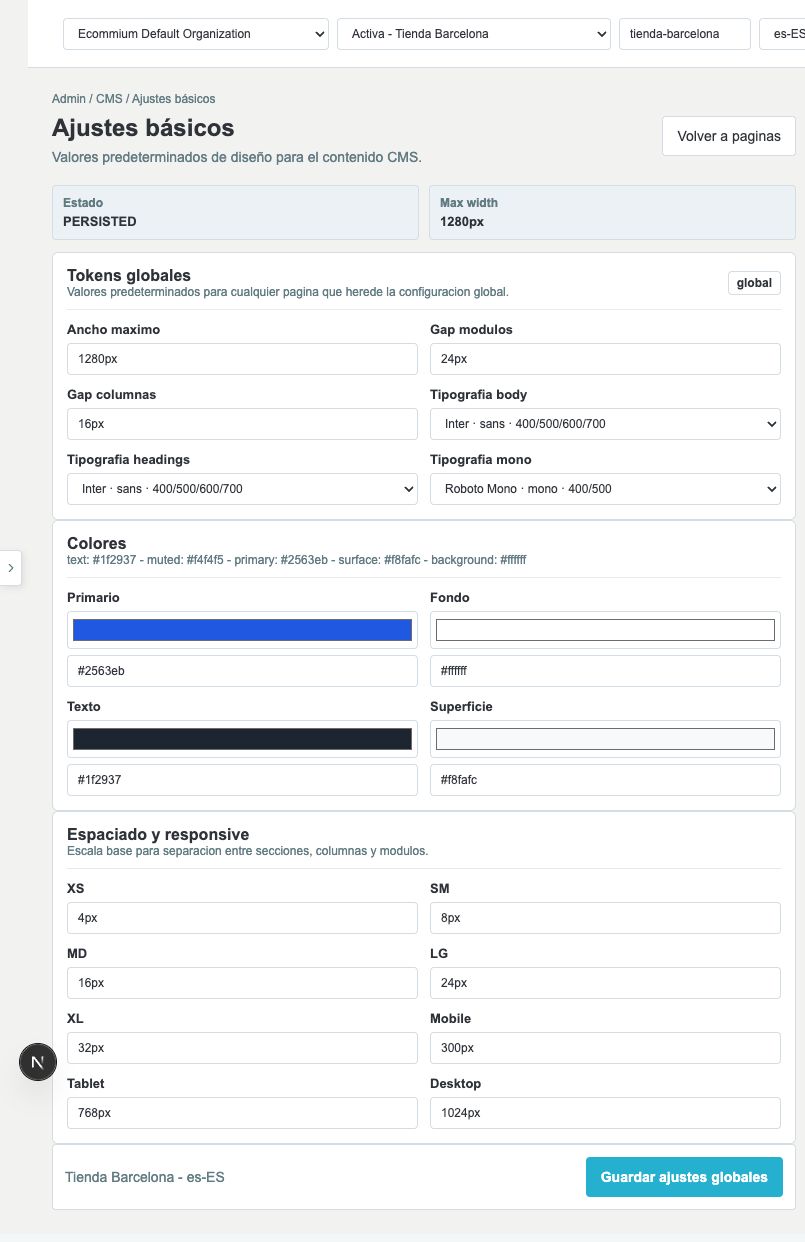 Ecommium Default Organization
Activa - Tienda Barcelona
tienda-barcelona
es-ES
Admin / CMS / Ajustes básicos
Ajustes básicos
Volver a paginas
Valores predeterminados de diseño para el contenido CMS.
Estado
PERSISTED
Max width
1280px
Tokens globales
Valores predeterminados para cualquier pagina que herede la configuracion global.
global
Ancho maximo
1280px
Gap modulos
24px
Gap columnas
16px
Tipografia body
Inter · sans · 400/500/600/700
Tipografia headings
Inter · sans · 400/500/600/700
Tipografia mono
Roboto Mono · mono · 400/500
Colores
text: #1f2937 - muted: #f4f4f5 - primary: #2563eb - surface: #f8fafc - background: #ffffff
Primario
#2563eb
Fondo
#ffffff
Texto
#1f2937
Superficie
#f8fafc
Espaciado y responsive
Escala base para separacion entre secciones, columnas y modulos.
XS
4px
SM
8px
MD
16px
LG
24px
XL
32px
Mobile
300px
N
Tablet
768px
Desktop
1024px
Tienda Barcelona - es-ES
Guardar ajustes globales